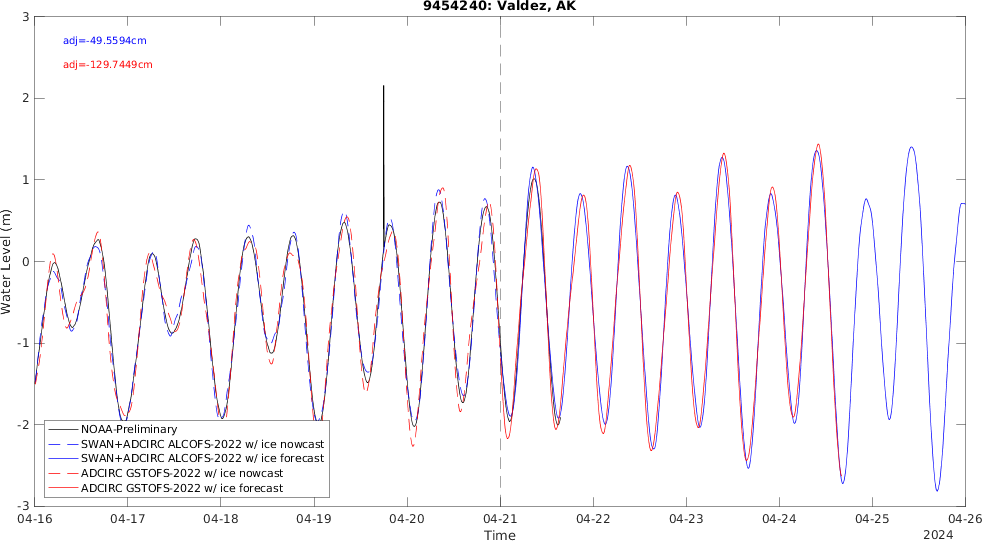 9454240: Valdez, AK
adj=-49.5594cm
adj=-129.7449cm
Water Level (m)
3
2
1
0
-1
-2
-3
NOAA-Preliminary
SWAN+ADCIRC ALCOFS-2022 w/ ice nowcast
SWAN+ADCIRC ALCOFS-2022 w/ ice forecast
ADCIRC GSTOFS-2022 w/ ice nowcast
ADCIRC GSTOFS-2022 w/ ice forecast
04-16 04-17 04-18 04-19 04-20 04-21 04-22 04-23 04-24 04-25 04-26
Time
2024